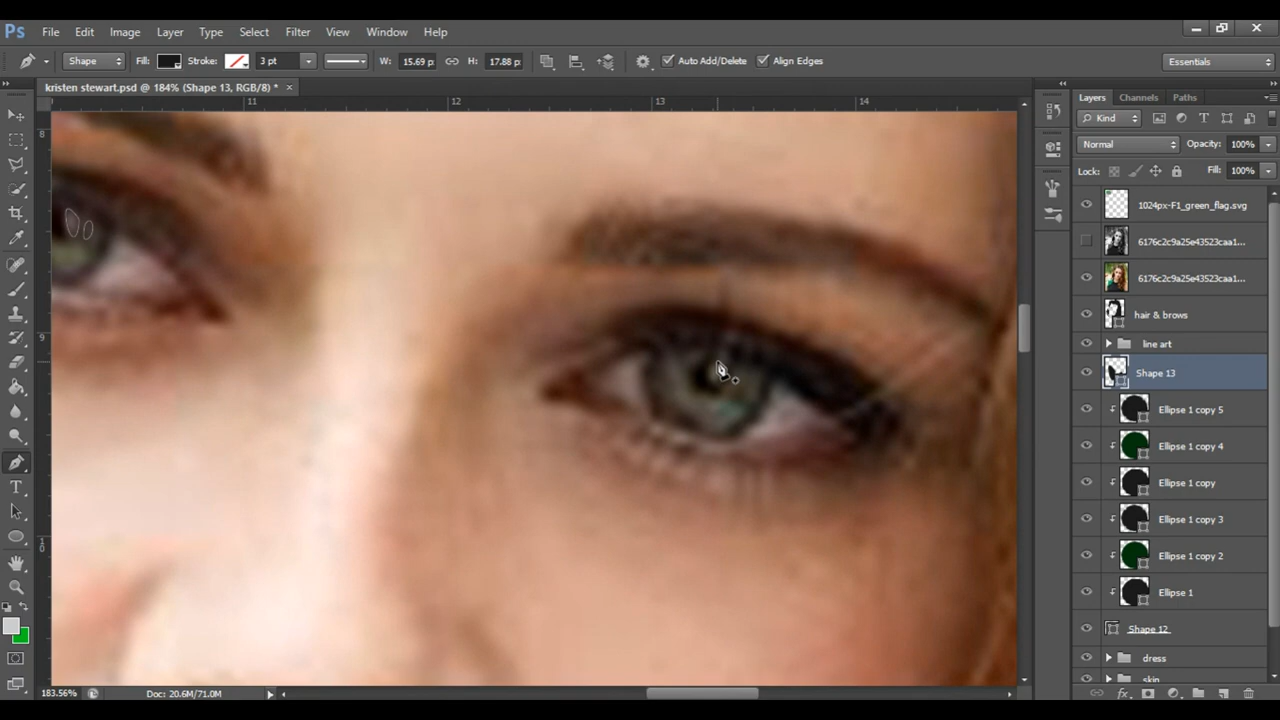 Ps File Edit Image Layer Type Select Filter View Window Help
Shape Fill: Stroke: 3 pt W: 15.69 p H: 17.88 p Auto Add/Delete Align Edges Essentials
kristen stewart.psd @ 184% (Shape 13, RGB/8) *
11 12 13 14
8
9
10
Layers Channels Paths
Kind
Normal Opacity: 100%
Lock: Fill: 100%
1024px-F1_green_flag.svg
6176c2c9a25e43523caa1...
6176c2c9a25e43523caa1...
hair & brows
line art
Shape 13
Ellipse 1 copy 5
Ellipse 1 copy 4
Ellipse 1 copy
Ellipse 1 copy 3
Ellipse 1 copy 2
Ellipse 1
Shape 12
dress
skin
183.56% Doc: 20.6M/71.0M